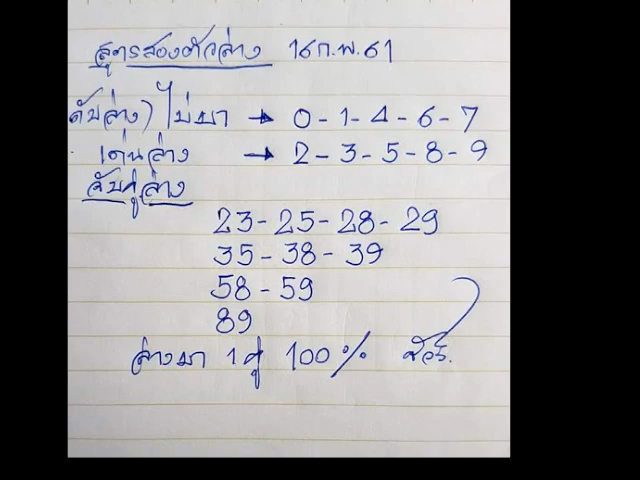 สูตรสองตัวล่าง 16ก.พ.61
ดับล่าง) ไม่มา → 0-1-4-6-7
เด่นล่าง → 2-3-5-8-9
จับคู่ล่าง
23-25-28-29
35-38-39
58-59
89
ล่างมา 1คู่ 100%